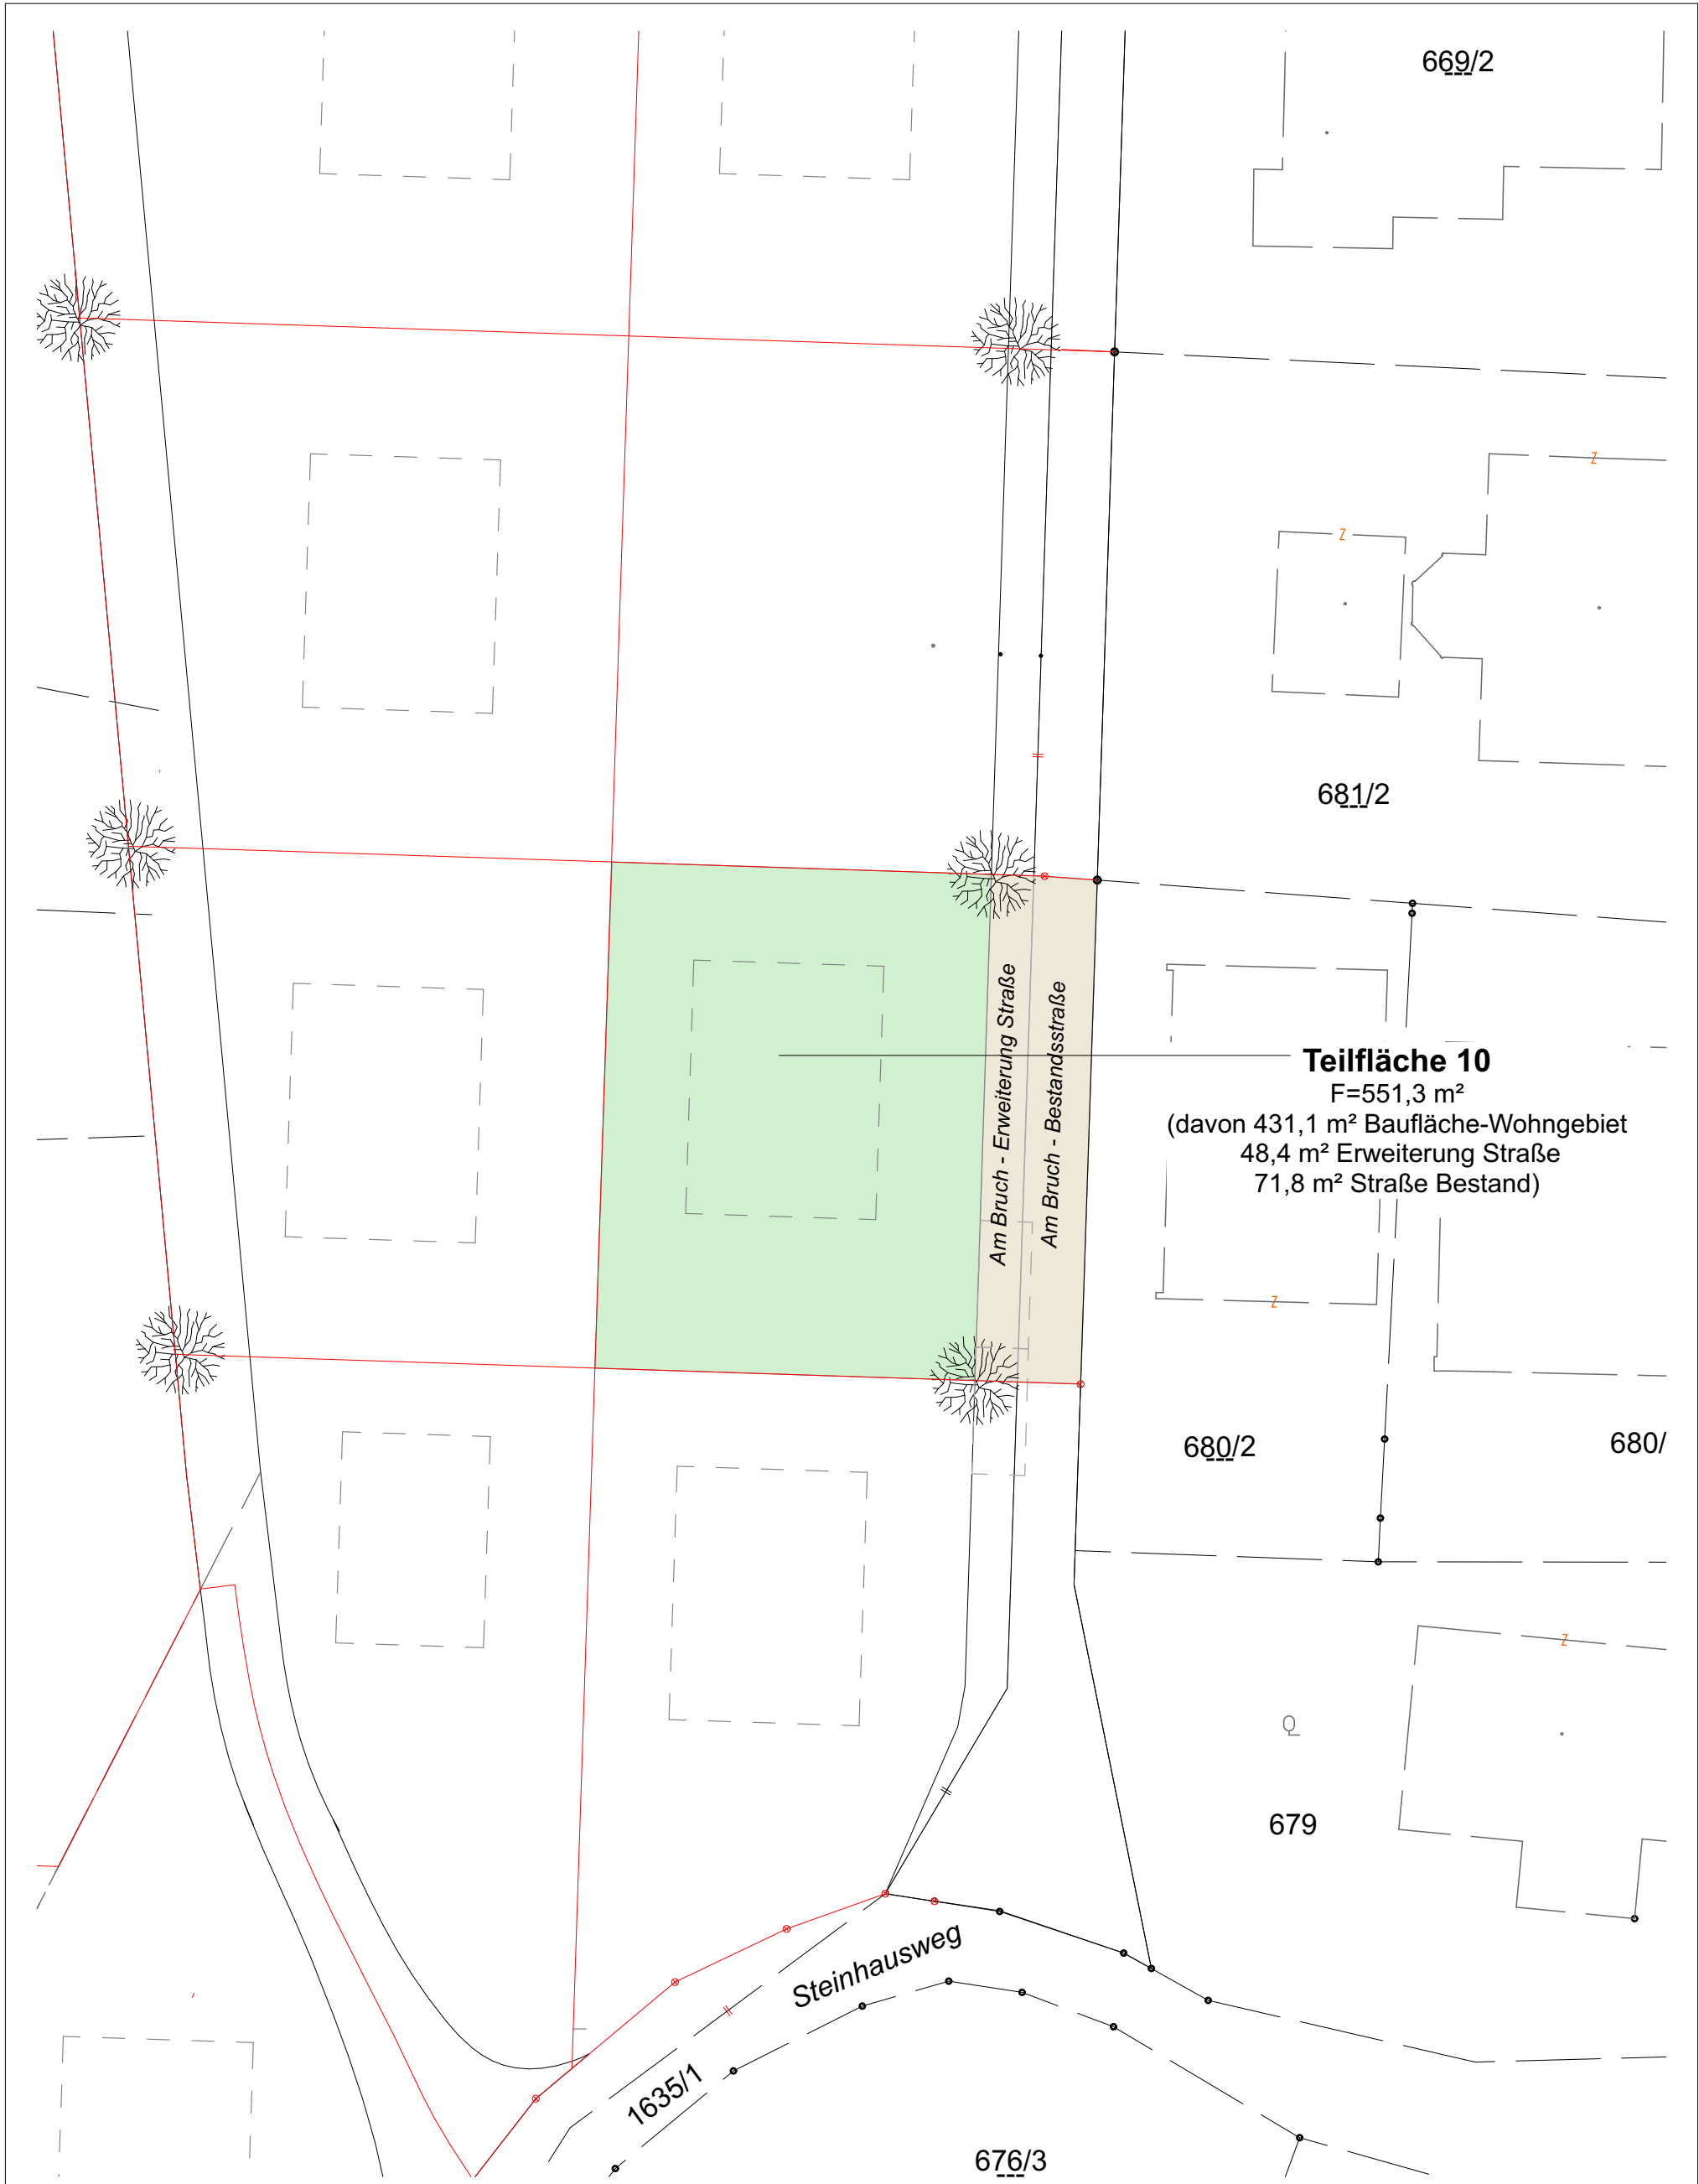 669/2
681/2
Am Bruch - Erweiterung Straße
Am Bruch - Bestandsstraße
Teilfläche 10
F=551,3 m²
(davon 431,1 m² Baufläche-Wohngebiet
48,4 m² Erweiterung Straße
71,8 m² Straße Bestand)
680/2
680/
679
Steinhausweg
1635/1
676/3